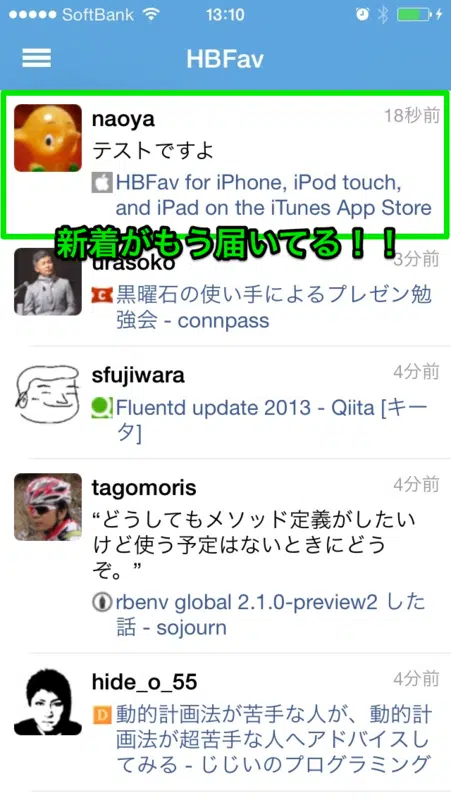 SoftBank 13:10
HBFav
naoya 18秒前
テストですよ
HBFav for iPhone, iPod touch,
and iPad on the iTunes App Store
新着がもう届いてる！！
urasoko 3分前
黒曜石の使い手によるプレゼン勉
強会 - connpass
sfujiwara 4分前
Fluentd update 2013 - Qiita [キー
タ]
tagomoris 4分前
“どうしてもメソッド定義がしたい
けど使う予定はないときにどう
ぞ。”
rbenv global 2.1.0-preview2 した
話 - sojourn
hide_o_55 4分前
動的計画法が苦手な人が、動的計
画法が超苦手な人へアドバイスし
てみる - じじいのプログラミング